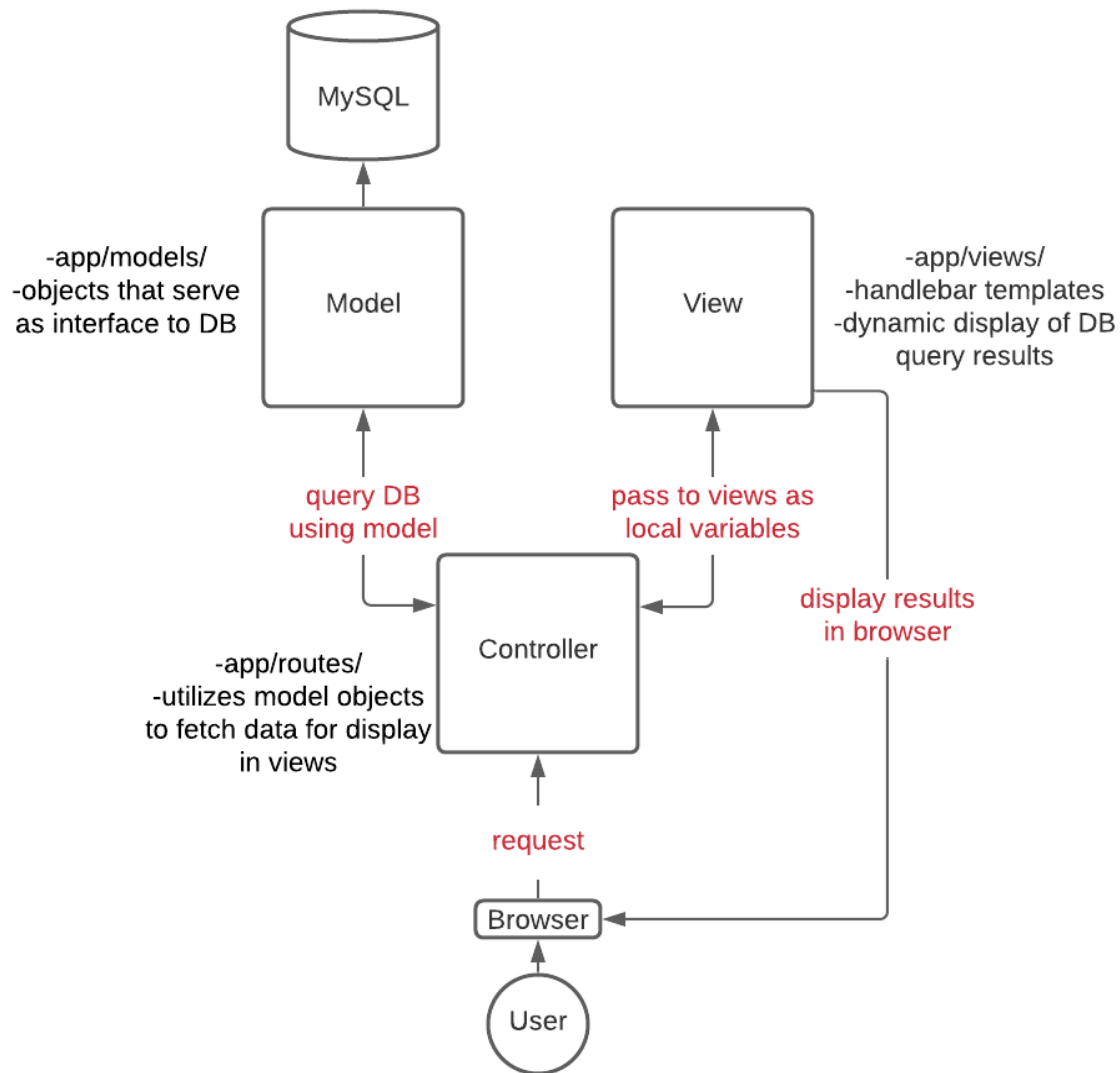 MySQL
-app/models/
-objects that serve
as interface to DB
Model
View
-app/views/
-handlebar templates
-dynamic display of DB
query results
query DB
using model
pass to views as
local variables
display results
in browser
Controller
-app/routes/
-utilizes model objects
to fetch data for display
in views
request
Browser
User